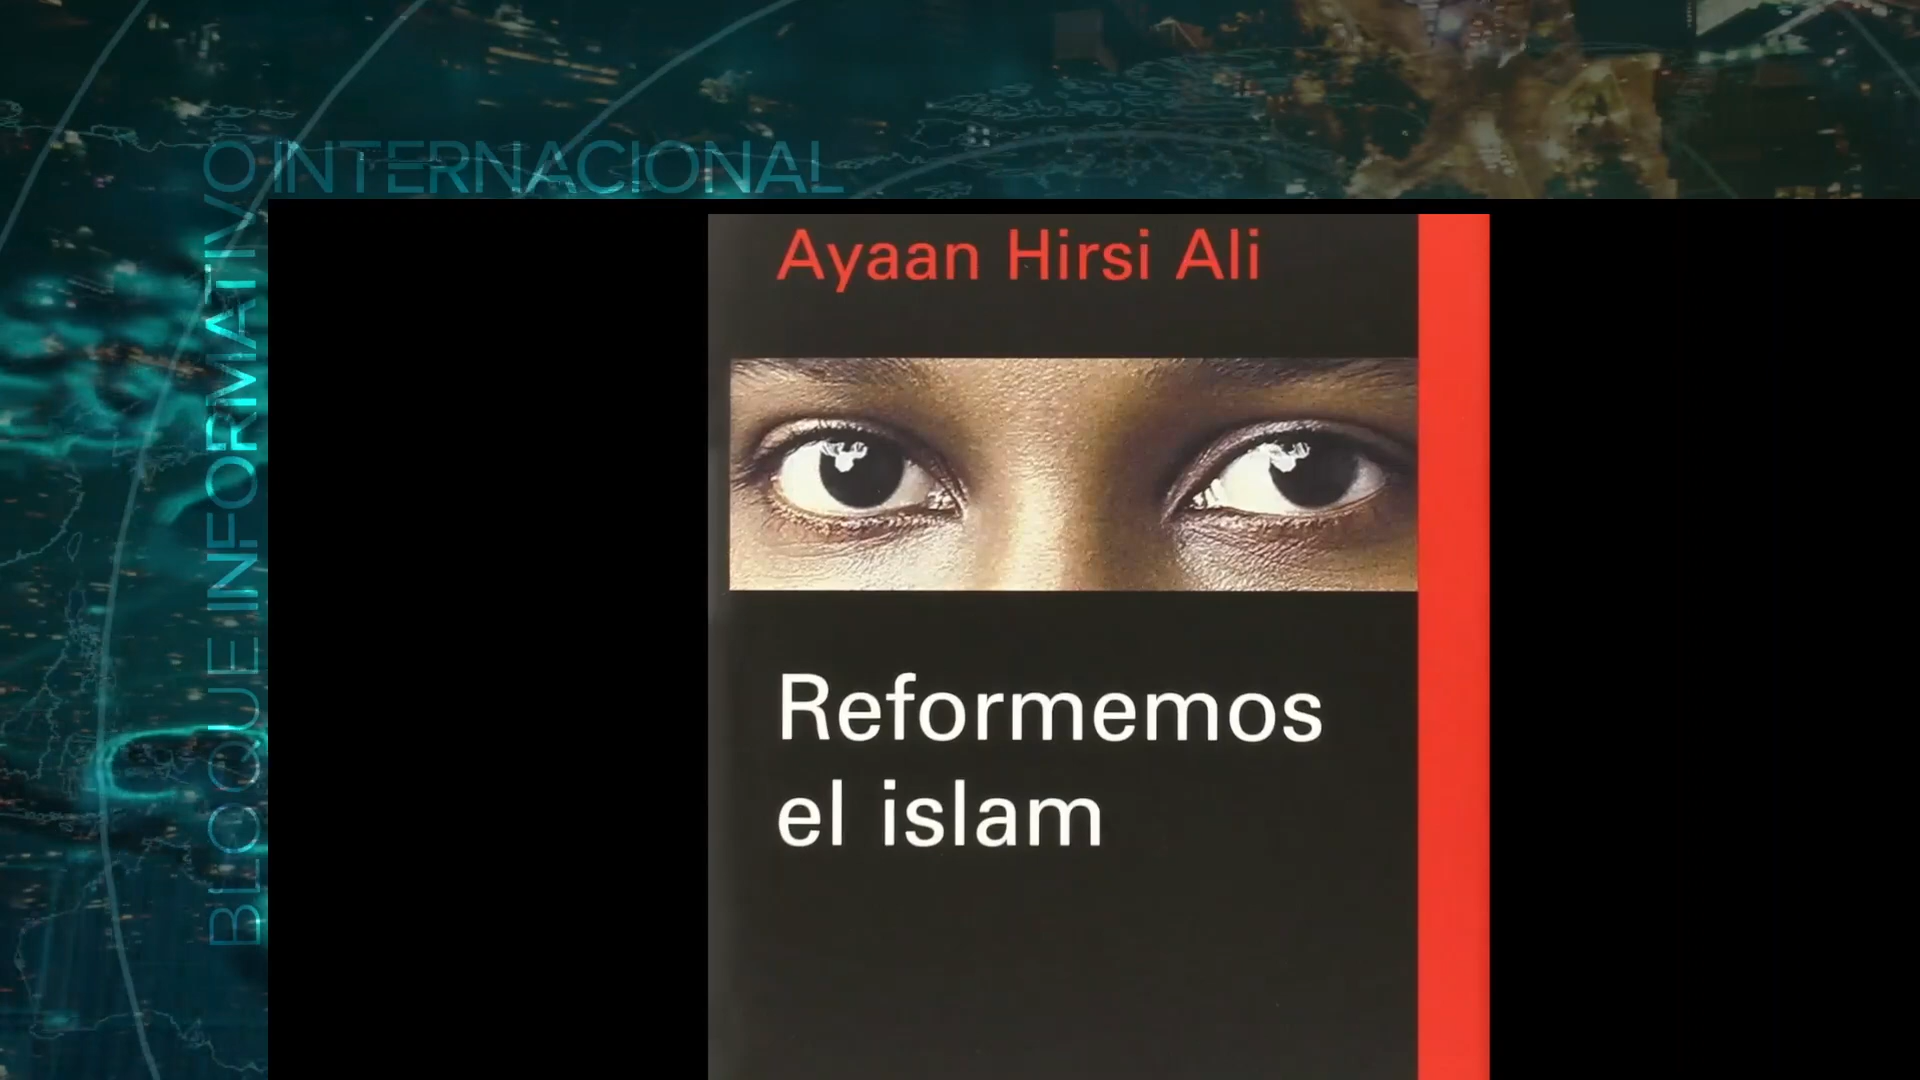 BLOQUE INFORMATIVO
INTERNACIONAL
Ayaan Hirsi Ali
Reformemos
el islam